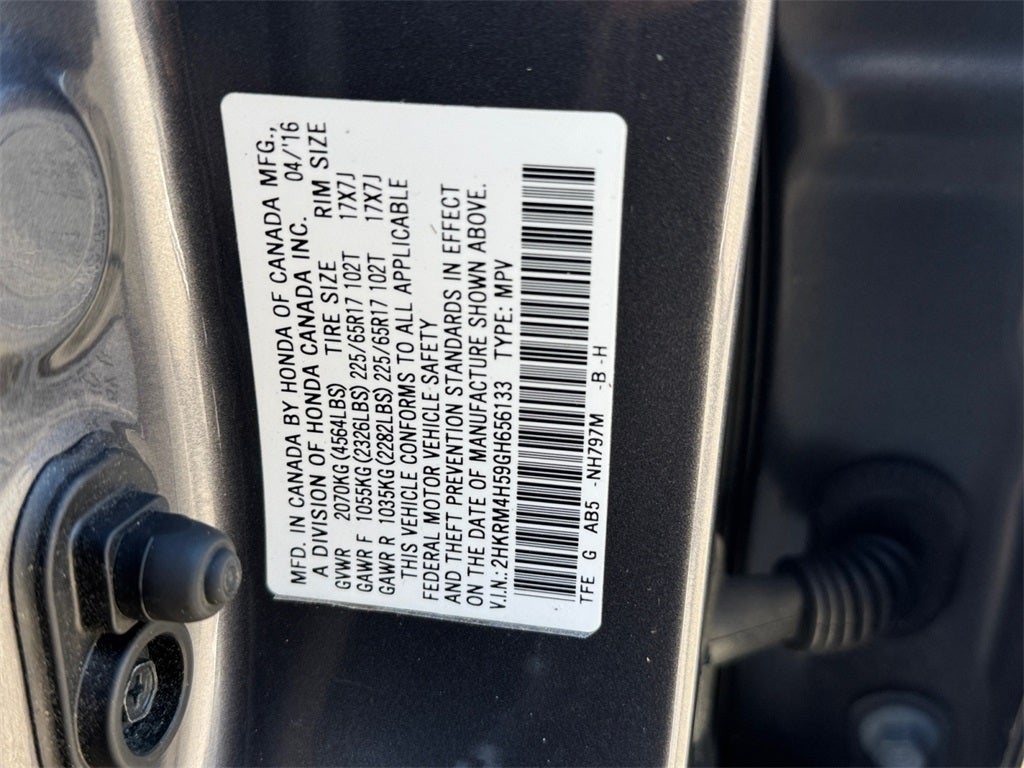 MFD. IN CANADA BY HONDA OF CANADA MFG.,
A DIVISION OF HONDA CANADA INC. 04/'16
GVWR 2070KG (4564LBS) TIRE SIZE RIM SIZE
GAWR F 1055KG (2326LBS) 225/65R17 102T 17X7J
GAWR R 1035KG (2282LBS) 225/65R17 102T 17X7J
THIS VEHICLE CONFORMS TO ALL APPLICABLE
FEDERAL MOTOR VEHICLE SAFETY
AND THEFT PREVENTION STANDARDS IN EFFECT
ON THE DATE OF MANUFACTURE SHOWN ABOVE.
V.I.N.: 2HKRM4H59GH656133 TYPE: MPV
TFE G AB5 -NH797M -B -H